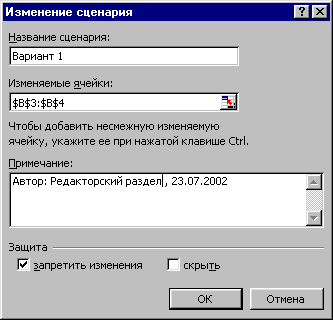 Изменение сценария
Название сценария:
Вариант 1
Изменяемые ячейки:
$B$3:$B$4
Чтобы добавить несмежную изменяемую
ячейку, укажите ее при нажатой клавише Ctrl.
Примечание:
Автор: Редакторский раздел , 23.07.2002
Защита
запретить изменения скрыть
ОК Отмена